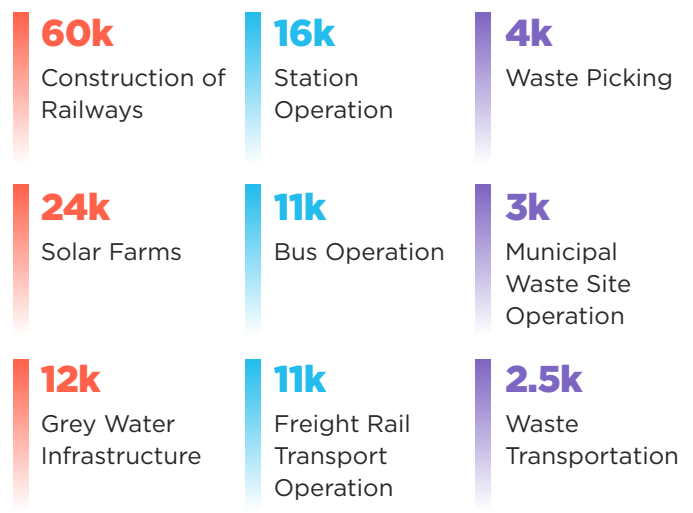 60k
Construction of
Railways
16k
Station
Operation
4k
Waste Picking
24k
Solar Farms
11k
Bus Operation
3k
Municipal
Waste Site
Operation
12k
Grey Water
Infrastructure
11k
Freight Rail
Transport
Operation
2.5k
Waste
Transportation